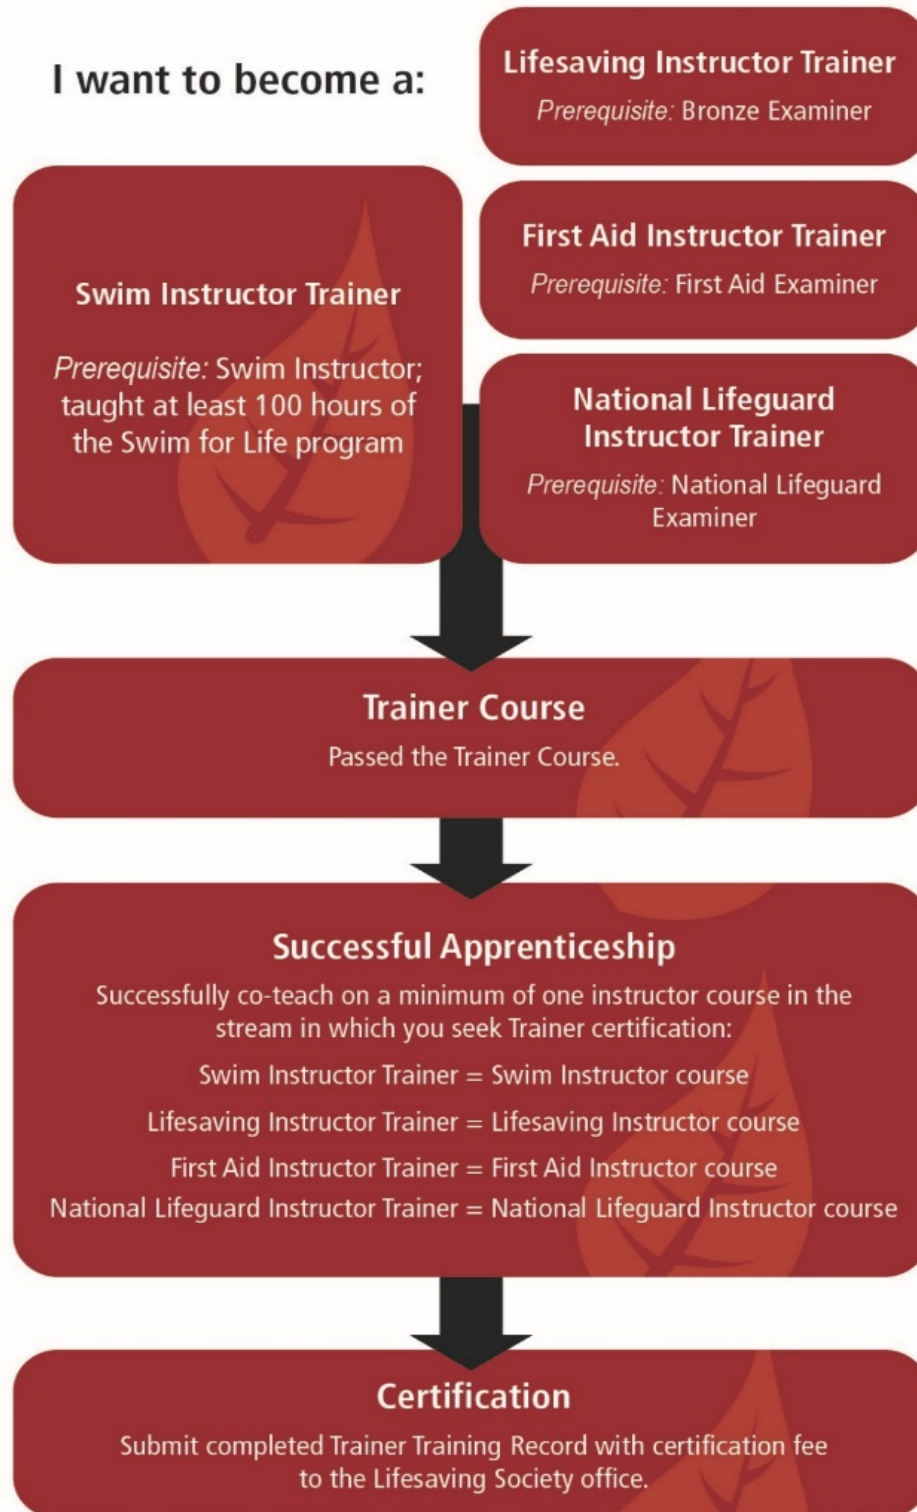 I want to become a:
Lifesaving Instructor Trainer
Prerequisite: Bronze Examiner
First Aid Instructor Trainer
Prerequisite: First Aid Examiner
Swim Instructor Trainer
Prerequisite: Swim Instructor;
taught at least 100 hours of
the Swim for Life program
National Lifeguard
Instructor Trainer
Prerequisite: National Lifeguard
Examiner
Trainer Course
Passed the Trainer Course.
Successful Apprenticeship
Successfully co-teach on a minimum of one instructor course in the
stream in which you seek Trainer certification:
Swim Instructor Trainer = Swim Instructor course
Lifesaving Instructor Trainer = Lifesaving Instructor course
First Aid Instructor Trainer = First Aid Instructor course
National Lifeguard Instructor Trainer = National Lifeguard Instructor course
Certification
Submit completed Trainer Training Record with certification fee
to the Lifesaving Society office.